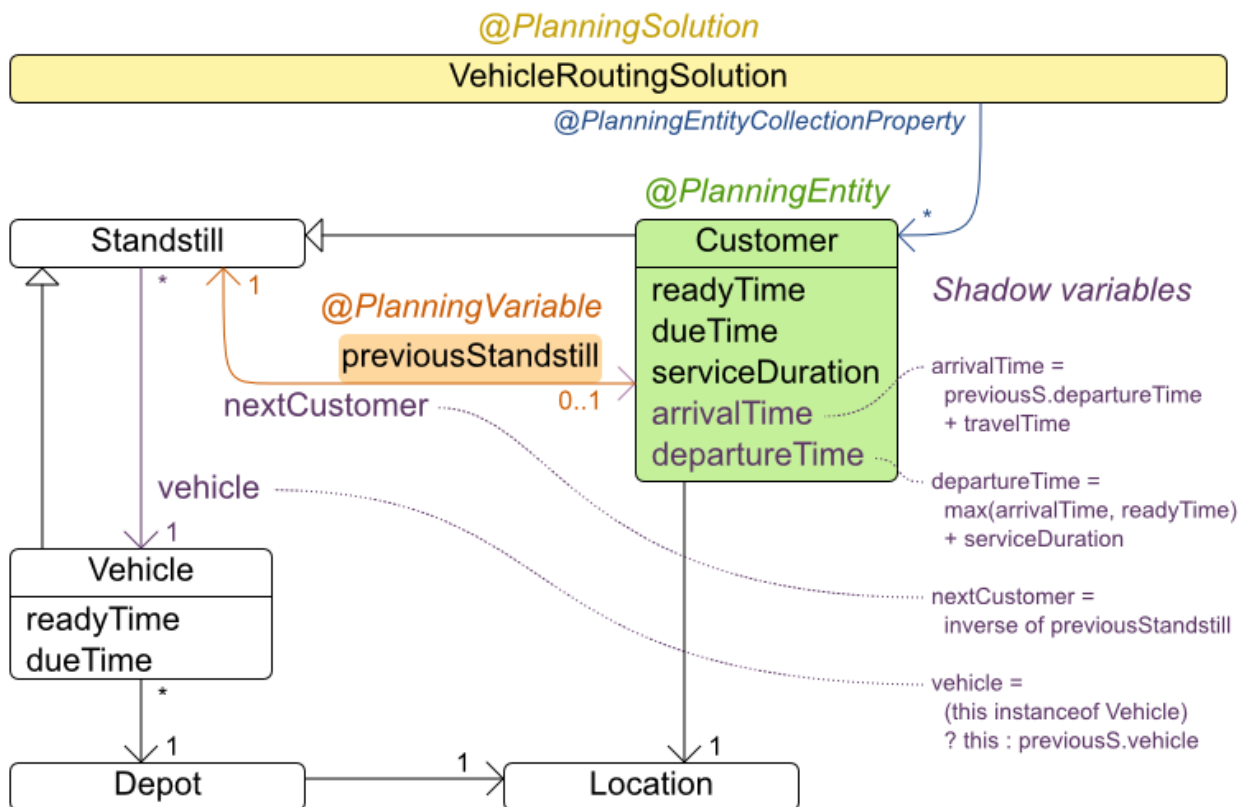 @PlanningSolution
VehicleRoutingSolution
@PlanningEntityCollectionProperty
@PlanningEntity
*
Standstill
Customer
*
1
@PlanningVariable
previousStandstill
0..1
nextCustomer
readyTime
dueTime
serviceDuration
arrivalTime
departureTime
Shadow variables
arrivalTime =
previousS.departureTime
+ travelTime
departureTime =
max(arrivalTime, readyTime)
+ serviceDuration
nextCustomer =
inverse of previousStandstill
vehicle =
(this instanceof Vehicle)
? this : previousS.vehicle
vehicle
1
Vehicle
readyTime
dueTime
*
1
Depot
1
Location
1